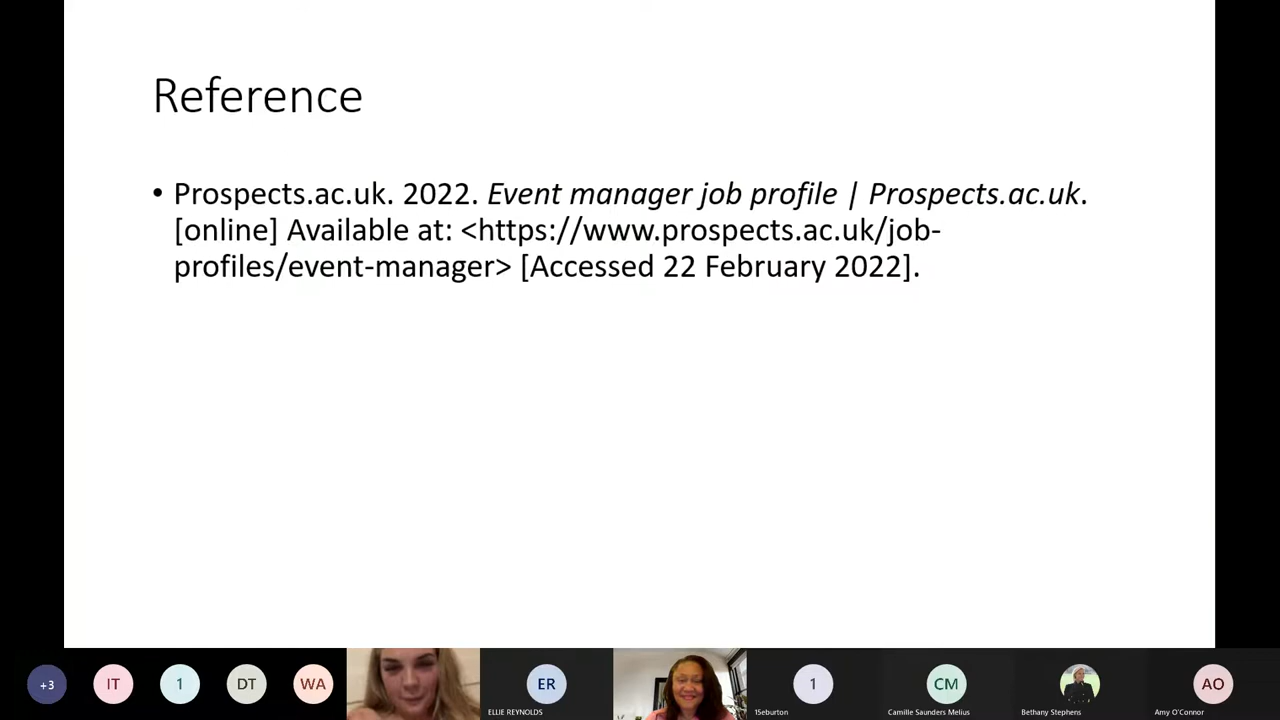 Reference
• Prospects.ac.uk. 2022. Event manager job profile | Prospects.ac.uk.
[online] Available at: <https://www.prospects.ac.uk/job-
profiles/event-manager> [Accessed 22 February 2022].
+3
IT
1
DT
WA
ER
1
CM
AO
ELLIE REYNOLDS
1Seburton
Camille Saunders Melius
Bethany Stephens
Amy O'Connor